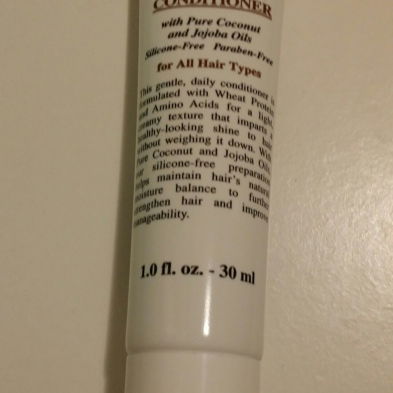 CONDITIONER
with Pure Coconut
and Jojoba Oils
Silicone-Free Paraben-Free
for All Hair Types
This gentle, daily conditioner is
formulated with Wheat Protein
and Amino Acids for a light,
creamy texture that imparts
healthy-looking shine to hair
without weighing it down. With
Pure Coconut and Jojoba Oils,
our silicone-free preparation
helps maintain hair's natural
moisture balance to further
strengthen hair and improve
manageability.
1.0 fl. oz. - 30 ml